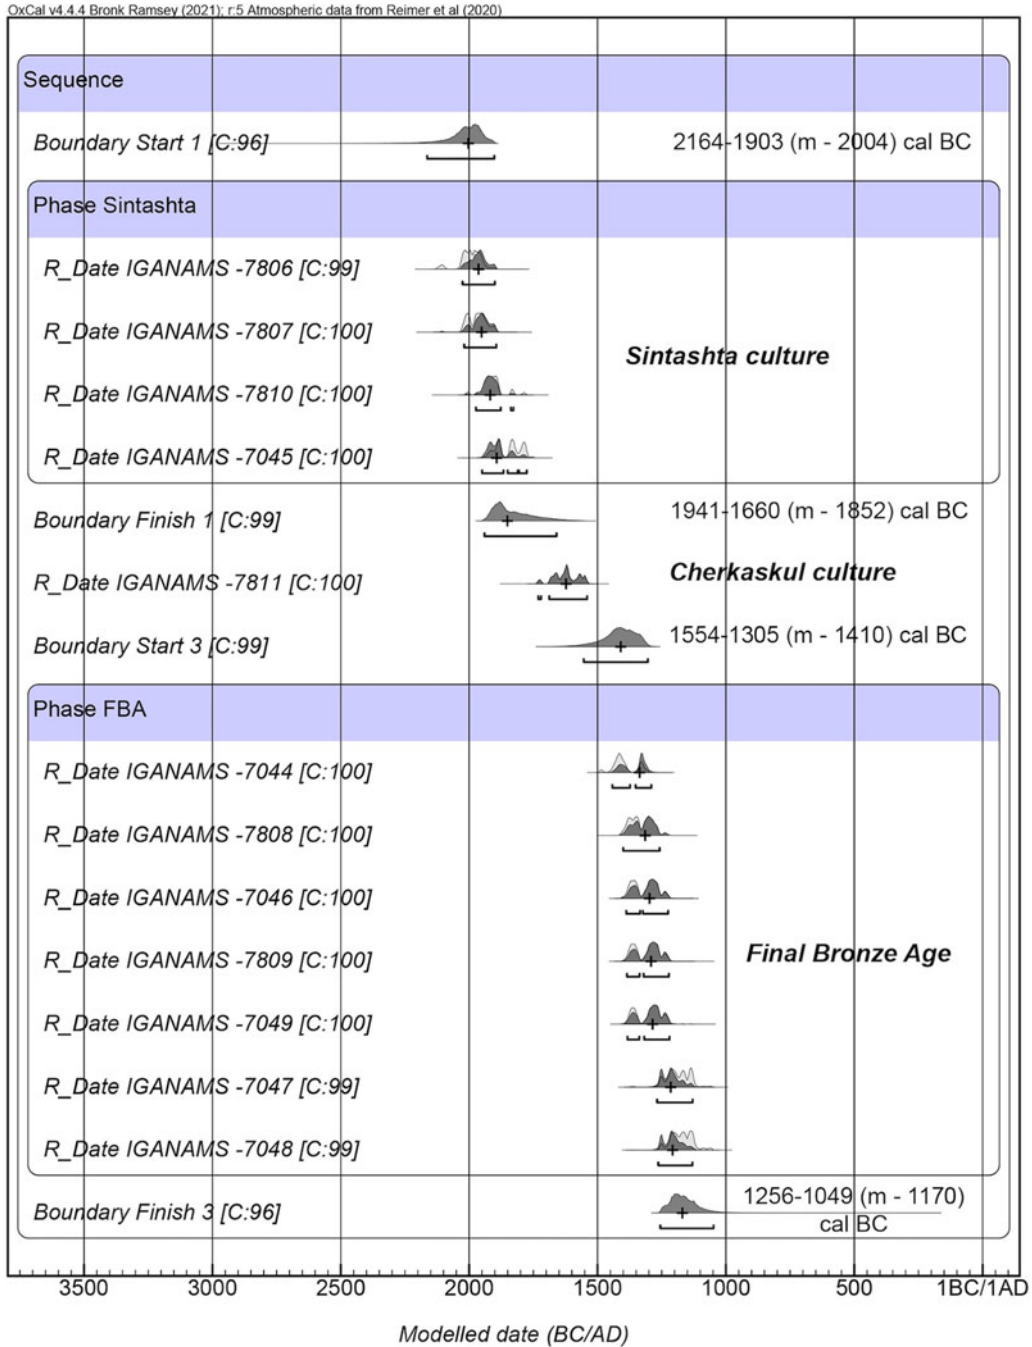 OxCal v4.4.4 Bronk Ramsey (2021); r:5 Atmospheric data from Reimer et al (2020)
Sequence
Boundary Start 1 [C:96]
2164-1903 (m - 2004) cal BC
Phase Sintashta
R_Date IGANAMS -7806 [C:99]
R_Date IGANAMS -7807 [C:100]
Sintashta culture
R_Date IGANAMS -7810 [C:100]
R_Date IGANAMS -7045 [C:100]
Boundary Finish 1 [C:99]
1941-1660 (m - 1852) cal BC
R_Date IGANAMS -7811 [C:100]
Cherkaskul culture
Boundary Start 3 [C:99]
1554-1305 (m - 1410) cal BC
Phase FBA
R_Date IGANAMS -7044 [C:100]
R_Date IGANAMS -7808 [C:100]
R_Date IGANAMS -7046 [C:100]
R_Date IGANAMS -7809 [C:100]
Final Bronze Age
R_Date IGANAMS -7049 [C:100]
R_Date IGANAMS -7047 [C:99]
R_Date IGANAMS -7048 [C:99]
Boundary Finish 3 [C:96]
1256-1049 (m - 1170)
cal BC
3500 3000 2500 2000 1500 1000 500 1BC/1AD
Modelled date (BC/AD)